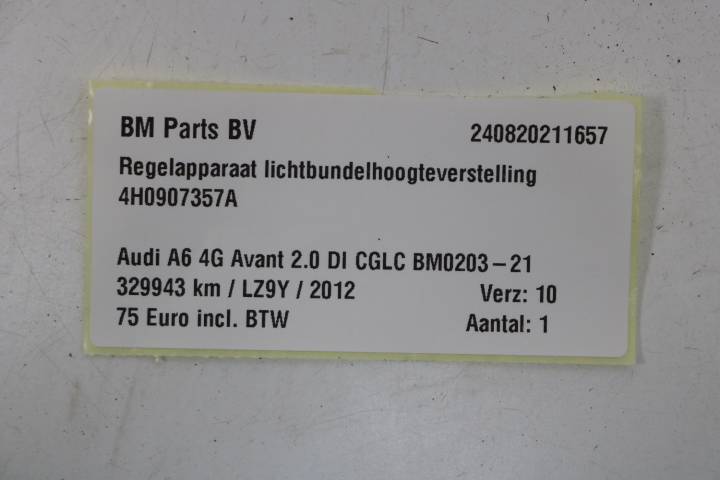 BM Parts BV 240820211657
Regelapparaat lichtbundelhoogteverstelling
4H0907357A
Audi A6 4G Avant 2.0 DI CGLC BM0203-21
329943 km / LZ9Y / 2012 Verz: 10
75 Euro incl. BTW Aantal: 1